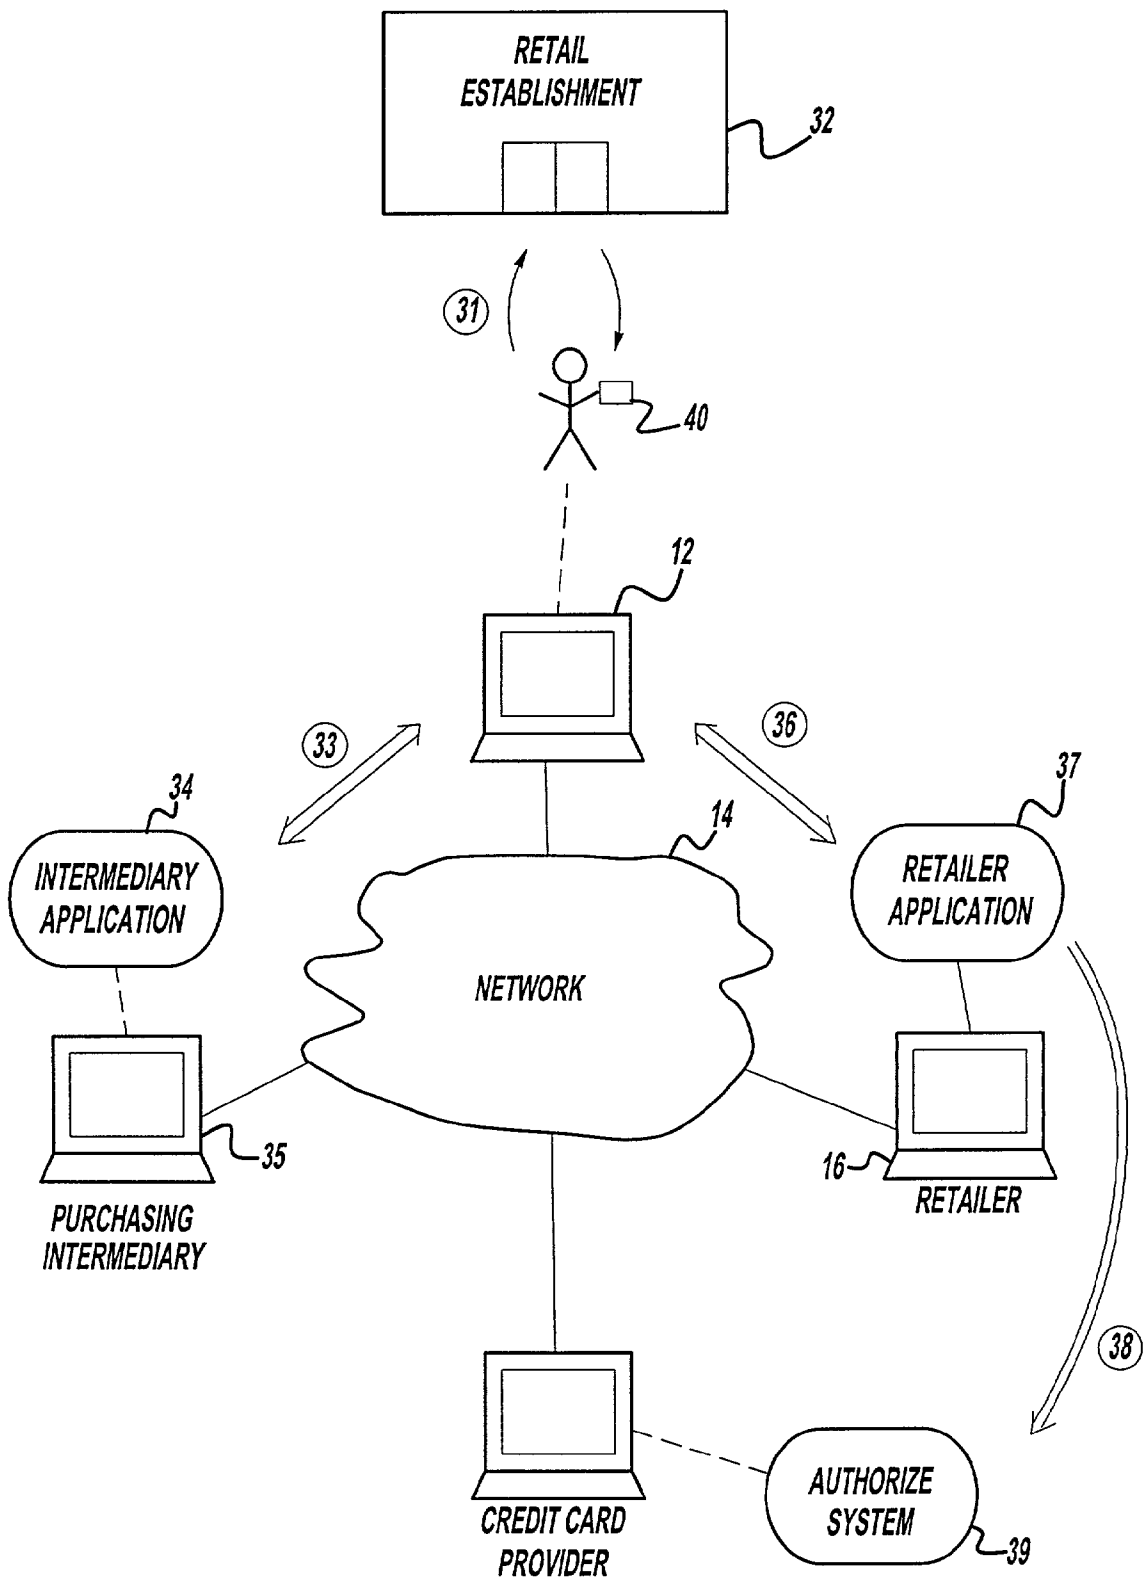 RETAIL
ESTABLISHMENT
32
31
40
12
33
36
34
37
14
INTERMEDIARY
APPLICATION
RETAILER
APPLICATION
NETWORK
35
16
RETAILER
PURCHASING
INTERMEDIARY
38
AUTHORIZE
SYSTEM
CREDIT CARD
PROVIDER
39